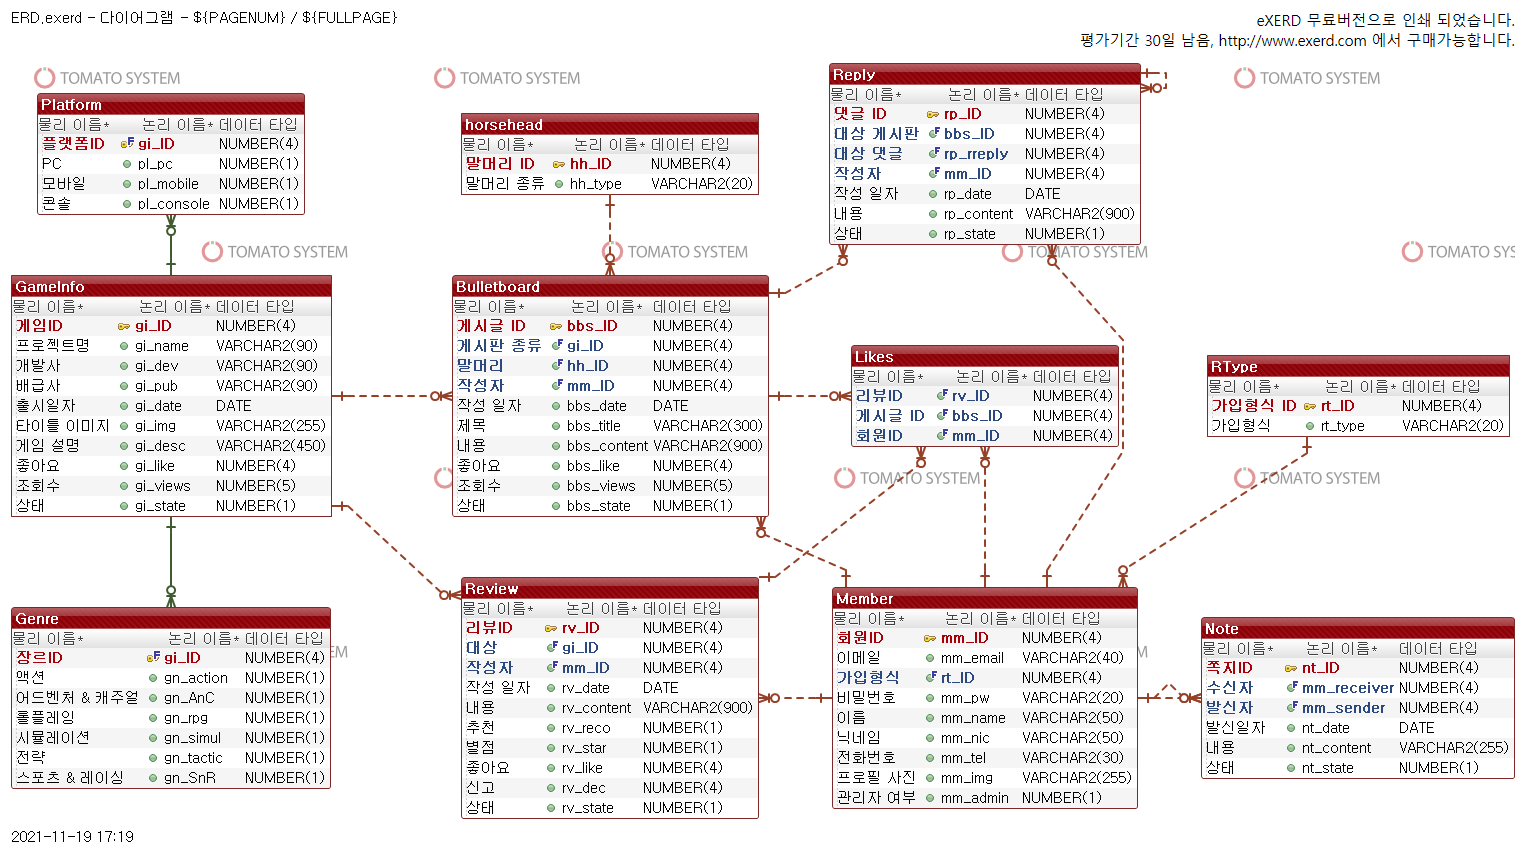 ERD.exerd - 다이어그램 - ${PAGENUM} / ${FULLPAGE}
eXERD 무료버전으로 인쇄 되었습니다.
평가기간 30일 남음, http://www.exerd.com 에서 구매가능합니다.
TOMATO SYSTEM
TOMATO SYSTEM
TOMATO SYSTEM
Platform
물리 이름* 논리 이름* 데이터 타입
플랫폼ID gi_ID NUMBER(4)
PC pl_pc NUMBER(1)
모바일 pl_mobile NUMBER(1)
콘솔 pl_console NUMBER(1)
horsehead
물리 이름* 논리 이름* 데이터 타입
말머리 ID hh_ID NUMBER(4)
말머리 종류 hh_type VARCHAR2(20)
Reply
물리 이름* 논리 이름* 데이터 타입
댓글 ID rp_ID NUMBER(4)
대상 게시판 bbs_ID NUMBER(4)
대상 댓글 rp_rreply NUMBER(4)
작성자 mm_ID NUMBER(4)
작성 일자 rp_date DATE
내용 rp_content VARCHAR2(900)
상태 rp_state NUMBER(1)
TOMATO SYSTEM
TOMATO SYSTEM
TOMATO SYSTEM
TOMATO SYS
GameInfo
물리 이름* 논리 이름* 데이터 타입
게임ID gi_ID NUMBER(4)
프로젝트명 gi_name VARCHAR2(90)
개발사 gi_dev VARCHAR2(90)
배급사 gi_pub VARCHAR2(90)
출시일자 gi_date DATE
타이틀 이미지 gi_img VARCHAR2(255)
게임 설명 gi_desc VARCHAR2(450)
좋아요 gi_like NUMBER(4)
조회수 gi_views NUMBER(5)
상태 gi_state NUMBER(1)
Bulletboard
물리 이름* 논리 이름* 데이터 타입
게시글 ID bbs_ID NUMBER(4)
게시판 종류 gi_ID NUMBER(4)
말머리 hh_ID NUMBER(4)
작성자 mm_ID NUMBER(4)
작성 일자 bbs_date DATE
제목 bbs_title VARCHAR2(300)
내용 bbs_content VARCHAR2(900)
좋아요 bbs_like NUMBER(4)
조회수 bbs_views NUMBER(5)
상태 bbs_state NUMBER(1)
Likes
물리 이름* 논리 이름* 데이터 타입
리뷰ID rv_ID NUMBER(4)
게시글 ID bbs_ID NUMBER(4)
회원ID mm_ID NUMBER(4)
RType
물리 이름* 논리 이름* 데이터 타입
가입형식 ID rt_ID NUMBER(4)
가입형식 rt_type VARCHAR2(20)
TOMATO SYSTEM
TOMATO SYSTEM
Genre
물리 이름* 논리 이름* 데이터 타입
장르ID gi_ID NUMBER(4)
액션 gn_action NUMBER(1)
어드벤처 & 캐주얼 gn_AnC NUMBER(1)
롤플레잉 gn_rpg NUMBER(1)
시뮬레이션 gn_simul NUMBER(1)
전략 gn_tactic NUMBER(1)
스포츠 & 레이싱 gn_SnR NUMBER(1)
Review
물리 이름* 논리 이름* 데이터 타입
리뷰ID rv_ID NUMBER(4)
대상 gi_ID NUMBER(4)
작성자 mm_ID NUMBER(4)
작성 일자 rv_date DATE
내용 rv_content VARCHAR2(900)
추천 rv_reco NUMBER(1)
별점 rv_star NUMBER(1)
좋아요 rv_like NUMBER(4)
신고 rv_dec NUMBER(4)
상태 rv_state NUMBER(1)
Member
물리 이름* 논리 이름* 데이터 타입
회원ID mm_ID NUMBER(4)
이메일 mm_email VARCHAR2(40)
가입형식 rt_ID NUMBER(4)
비밀번호 mm_pw VARCHAR2(20)
이름 mm_name VARCHAR2(50)
닉네임 mm_nic VARCHAR2(50)
전화번호 mm_tel VARCHAR2(30)
프로필 사진 mm_img VARCHAR2(255)
관리자 여부 mm_admin NUMBER(1)
Note
물리 이름* 논리 이름* 데이터 타입
쪽지ID nt_ID NUMBER(4)
수신자 mm_receiver NUMBER(4)
발신자 mm_sender NUMBER(4)
발신일자 nt_date DATE
내용 nt_content VARCHAR2(255)
상태 nt_state NUMBER(1)
EM
EM
2021-11-19 17:19